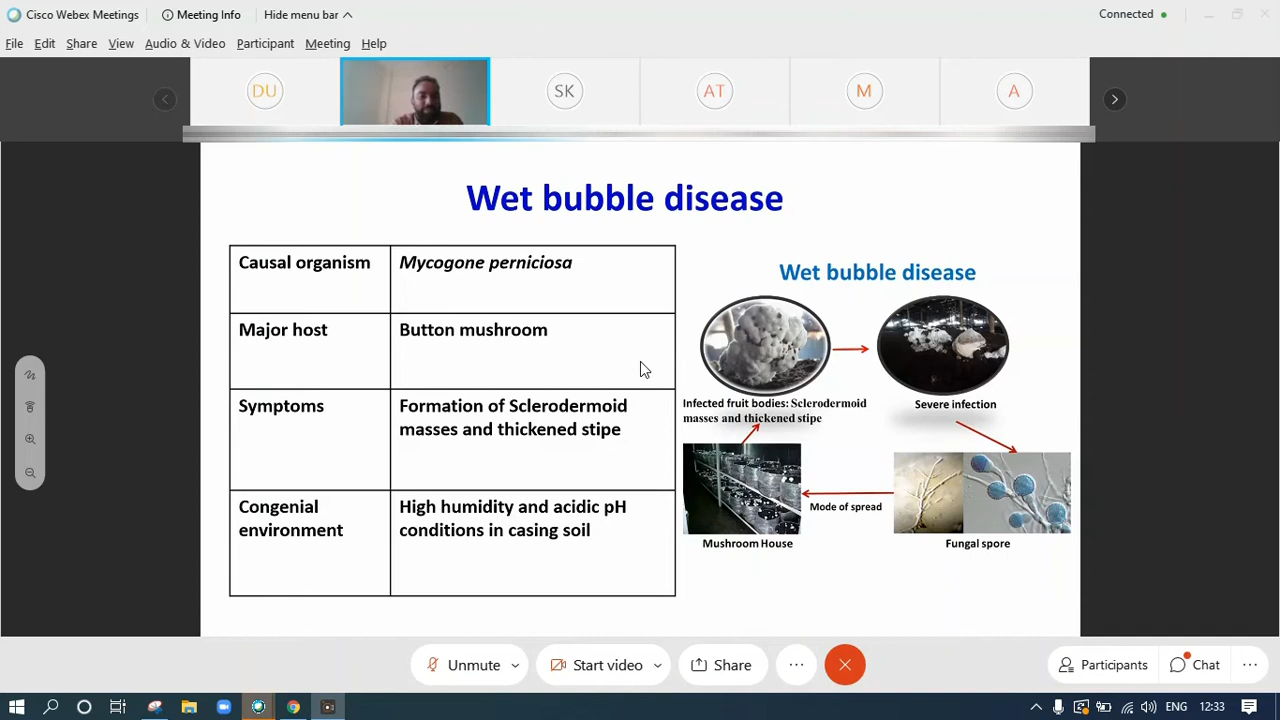 Cisco Webex Meetings
Meeting Info
Hide menu bar
Connected
File Edit Share View Audio & Video Participant Meeting Help
DU
SK
AT
M
A
Wet bubble disease
Causal organism
Mycogone perniciosa
Major host
Button mushroom
Symptoms
Formation of Sclerodermoid
masses and thickened stipe
Congenial
environment
High humidity and acidic pH
conditions in casing soil
Wet bubble disease
Infected fruit bodies: Sclerodermoid
masses and thickened stipe
Severe infection
Mode of spread
Mushroom House
Fungal spore
Unmute
Start video
Share
Participants
Chat
ENG
12:33